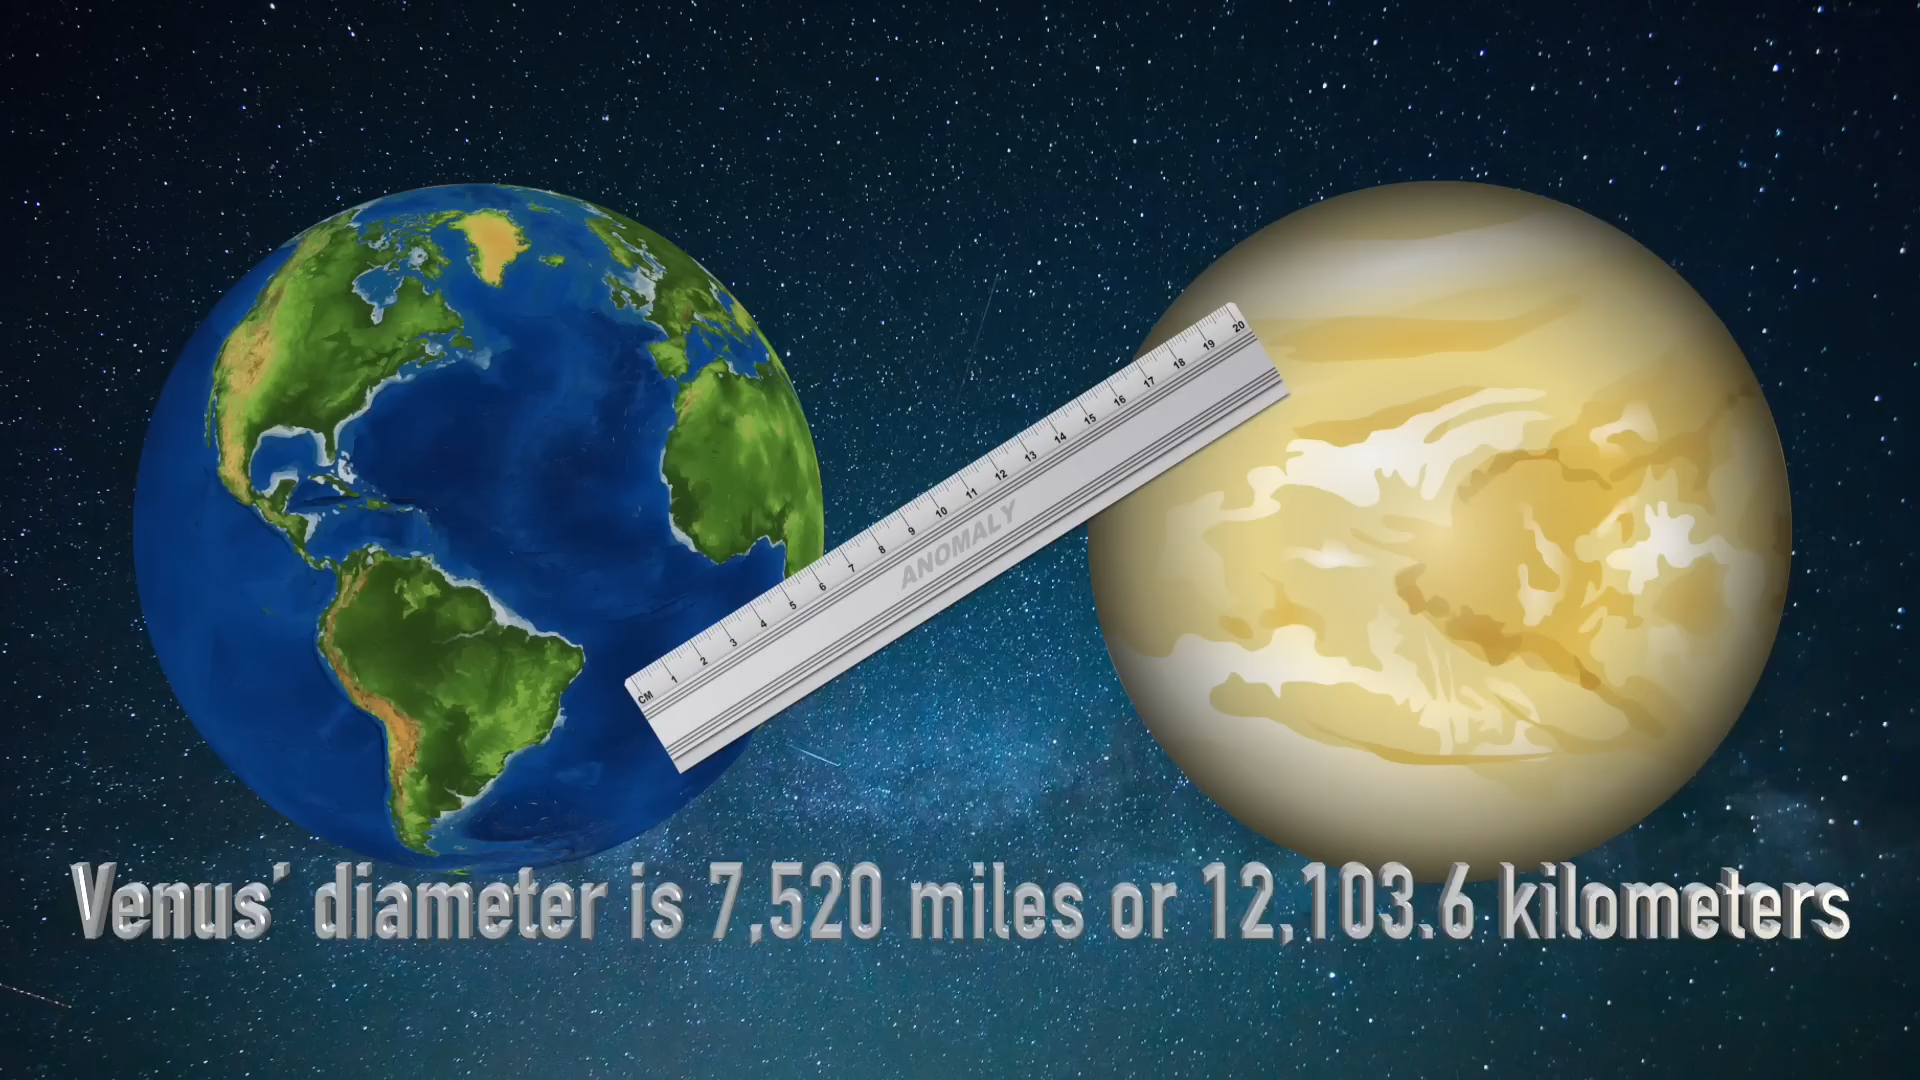 CM 1 2 3 4 5 6 7 8 9 10 11 12 13 14 15 16 17 18 19 20
ANOMALY
Venus’ diameter is 7,520 miles or 12,103.6 kilometers